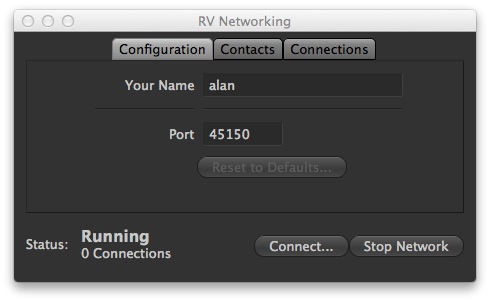 RV Networking
Configuration Contacts Connections
Your Name alan
Port 45150
Reset to Defaults...
Status: Running
0 Connections
Connect... Stop Network